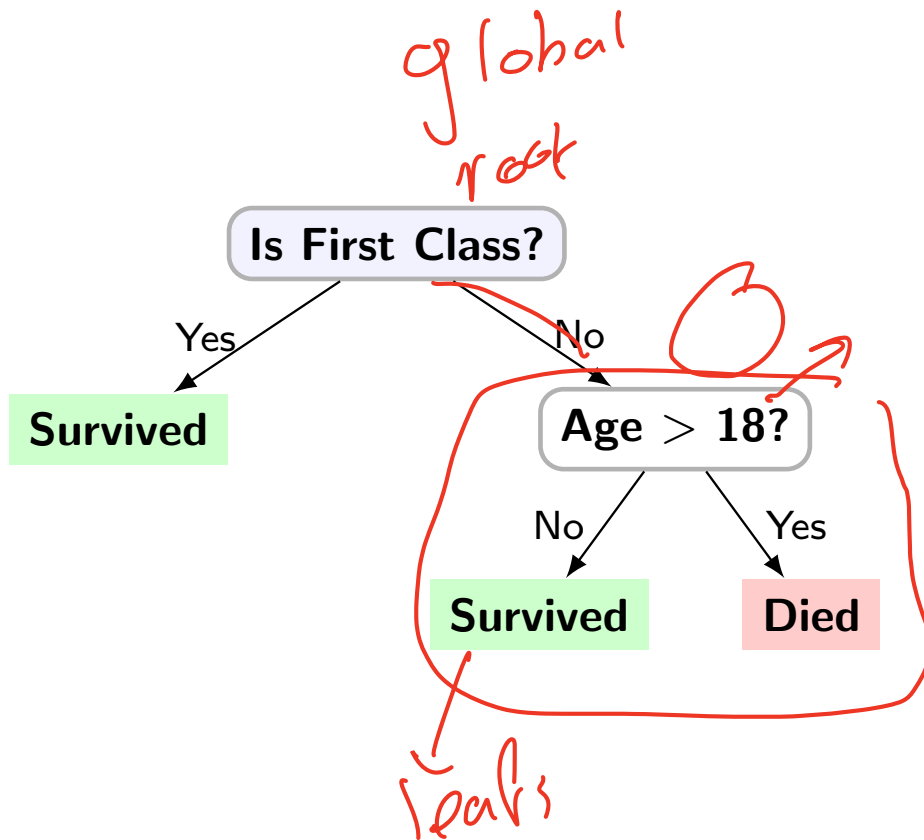 global
root
Is First Class?
Yes
No
Survived
Age > 18?
No
Yes
Survived
Died
leafs